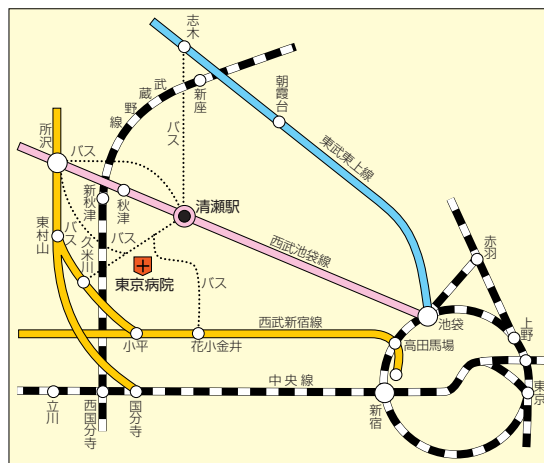 志木
武蔵野線
新座
朝霞台
所沢
バス
バス
東武東上線
新秋津
秋津
清瀬駅
東村山
バス
久米川
バス
東京病院
西武池袋線
赤羽
バス
池袋
上野
西武新宿線
小平
花小金井
高田馬場
中央線
立川
西国分寺
国分寺
新宿
東京